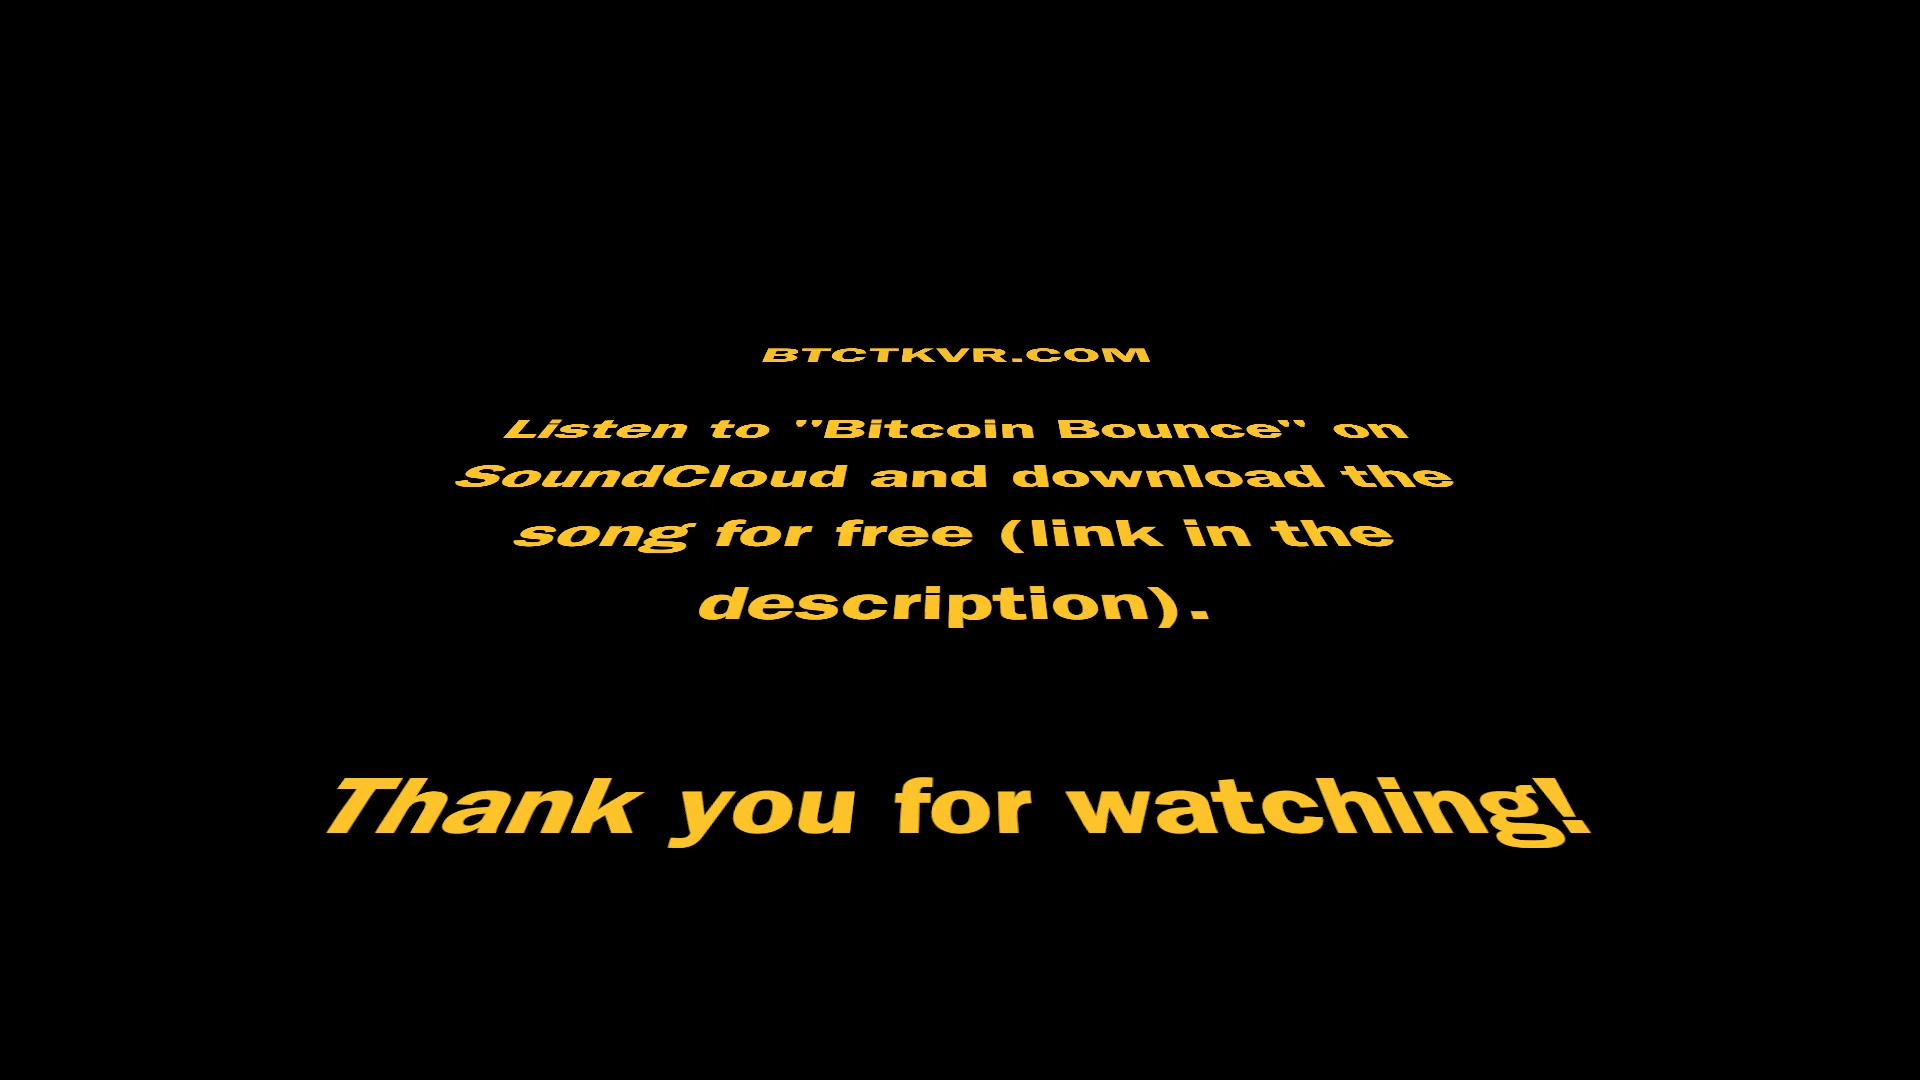 BTCTKVR.COM
Listen to "Bitcoin Bounce" on
SoundCloud and download the
song for free (link in the
description).
Thank you for watching!